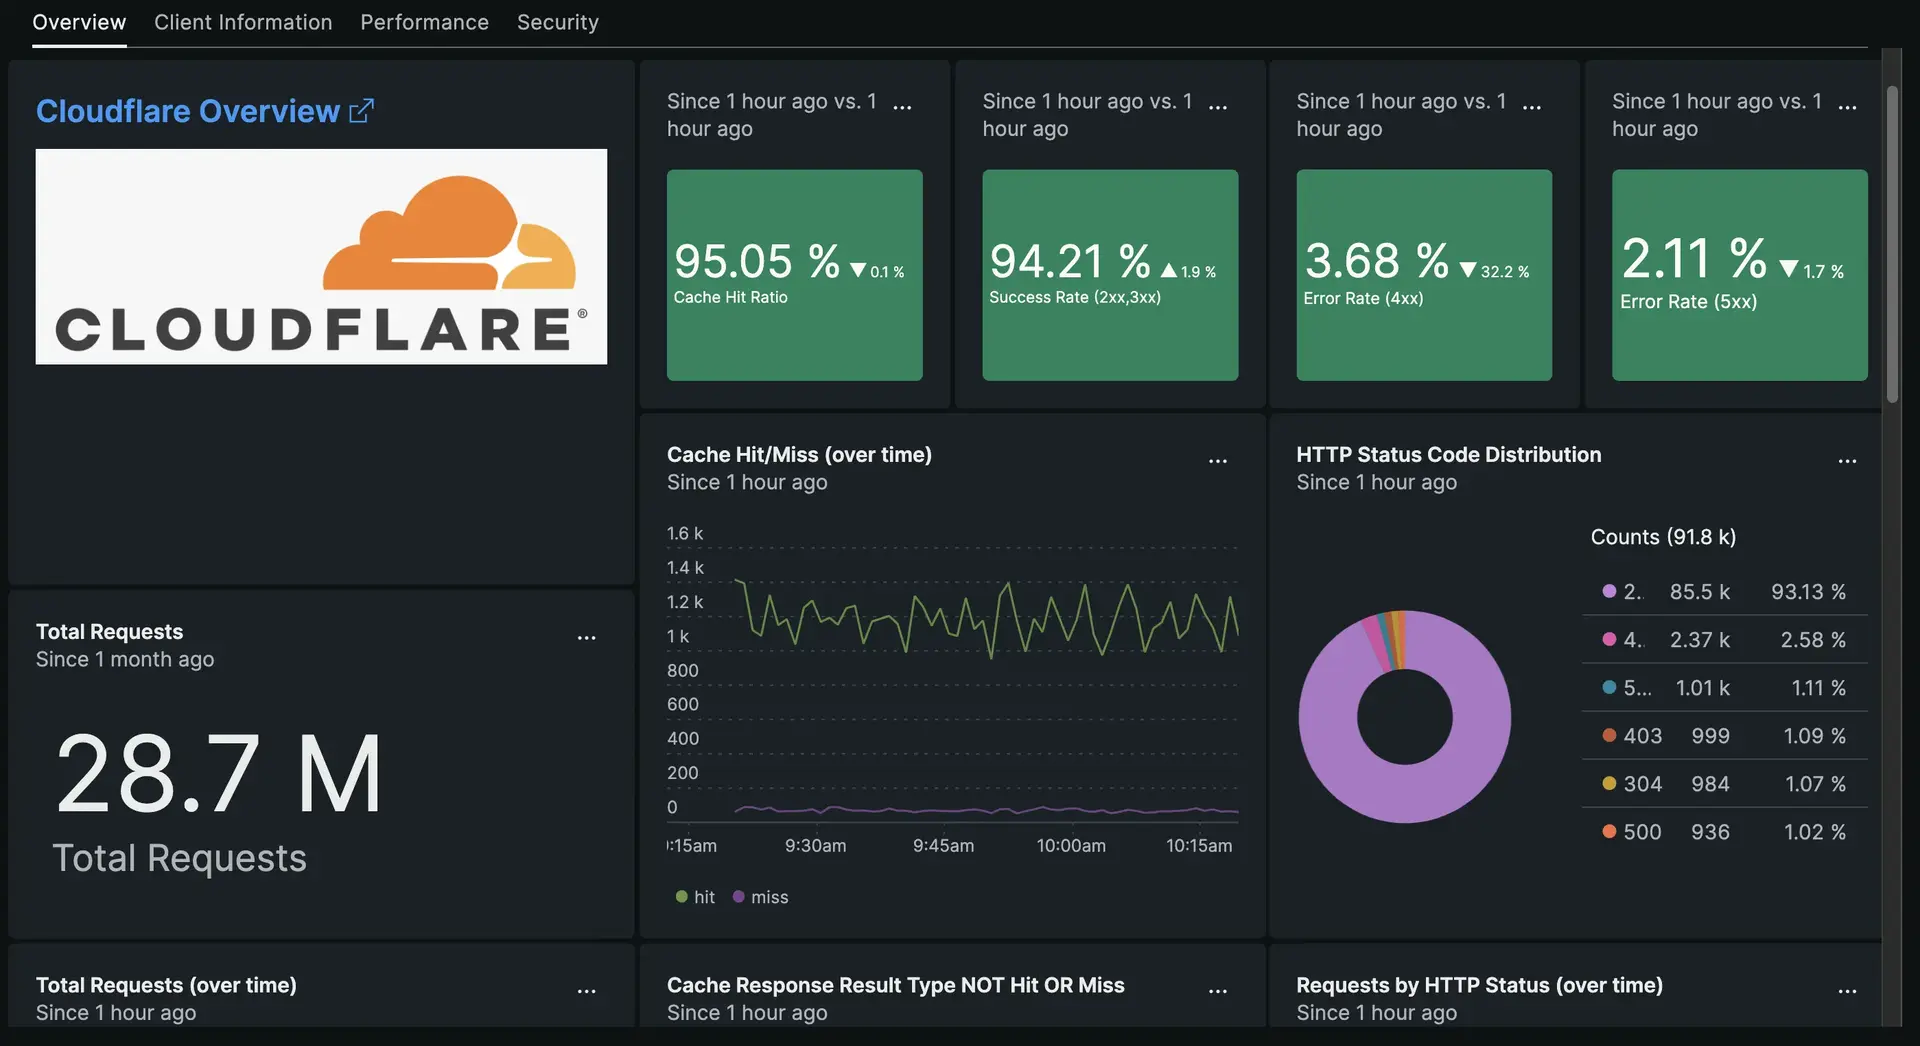 Overview Client Information Performance Security
Cloudflare Overview
CLOUDFLARE®
Since 1 hour ago vs. 1 ...
hour ago
95.05 % ▼ 0.1 %
Cache Hit Ratio
Since 1 hour ago vs. 1 ...
hour ago
94.21 % ▲ 1.9 %
Success Rate (2xx,3xx)
Since 1 hour ago vs. 1 ...
hour ago
3.68 % ▼ 32.2 %
Error Rate (4xx)
Since 1 hour ago vs. 1 ...
hour ago
2.11 % ▼ 1.7 %
Error Rate (5xx)
Total Requests ...
Since 1 month ago
28.7 M
Total Requests
Cache Hit/Miss (over time) ...
Since 1 hour ago
1.6 k
1.4 k
1.2 k
1 k
800
600
400
200
0
:15am 9:30am 9:45am 10:00am 10:15am
hit miss
HTTP Status Code Distribution ...
Since 1 hour ago
Counts (91.8 k)
2.. 85.5 k 93.13 %
4.. 2.37 k 2.58 %
5... 1.01 k 1.11 %
403 999 1.09 %
304 984 1.07 %
500 936 1.02 %
Total Requests (over time) ...
Since 1 hour ago
Cache Response Result Type NOT Hit OR Miss ...
Since 1 hour ago
Requests by HTTP Status (over time) ...
Since 1 hour ago